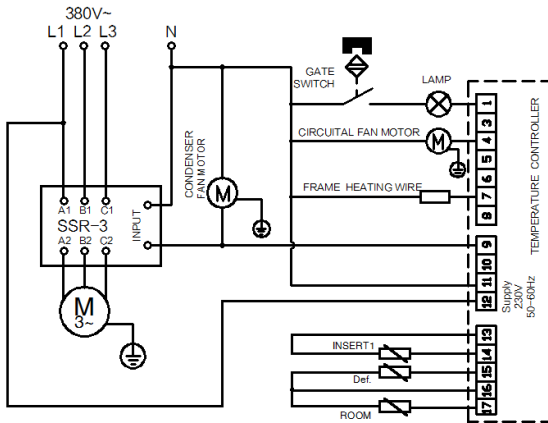 380V~
L1 L2 L3 N
GATE
SWITCH
LAMP
1
3
CIRCUITAL FAN MOTOR
M
4
5
6
FRAME HEATING WIRE
7
8
TEMPERATURE CONTROLLER
CONDENSER
FAN MOTOR
M
A1 B1 C1
SSR-3
A2 B2 C2
INPUT
9
10
11
12
Supply
230V
50-60Hz
M
3~
13
INSERT1
14
15
Def.
16
17
ROOM